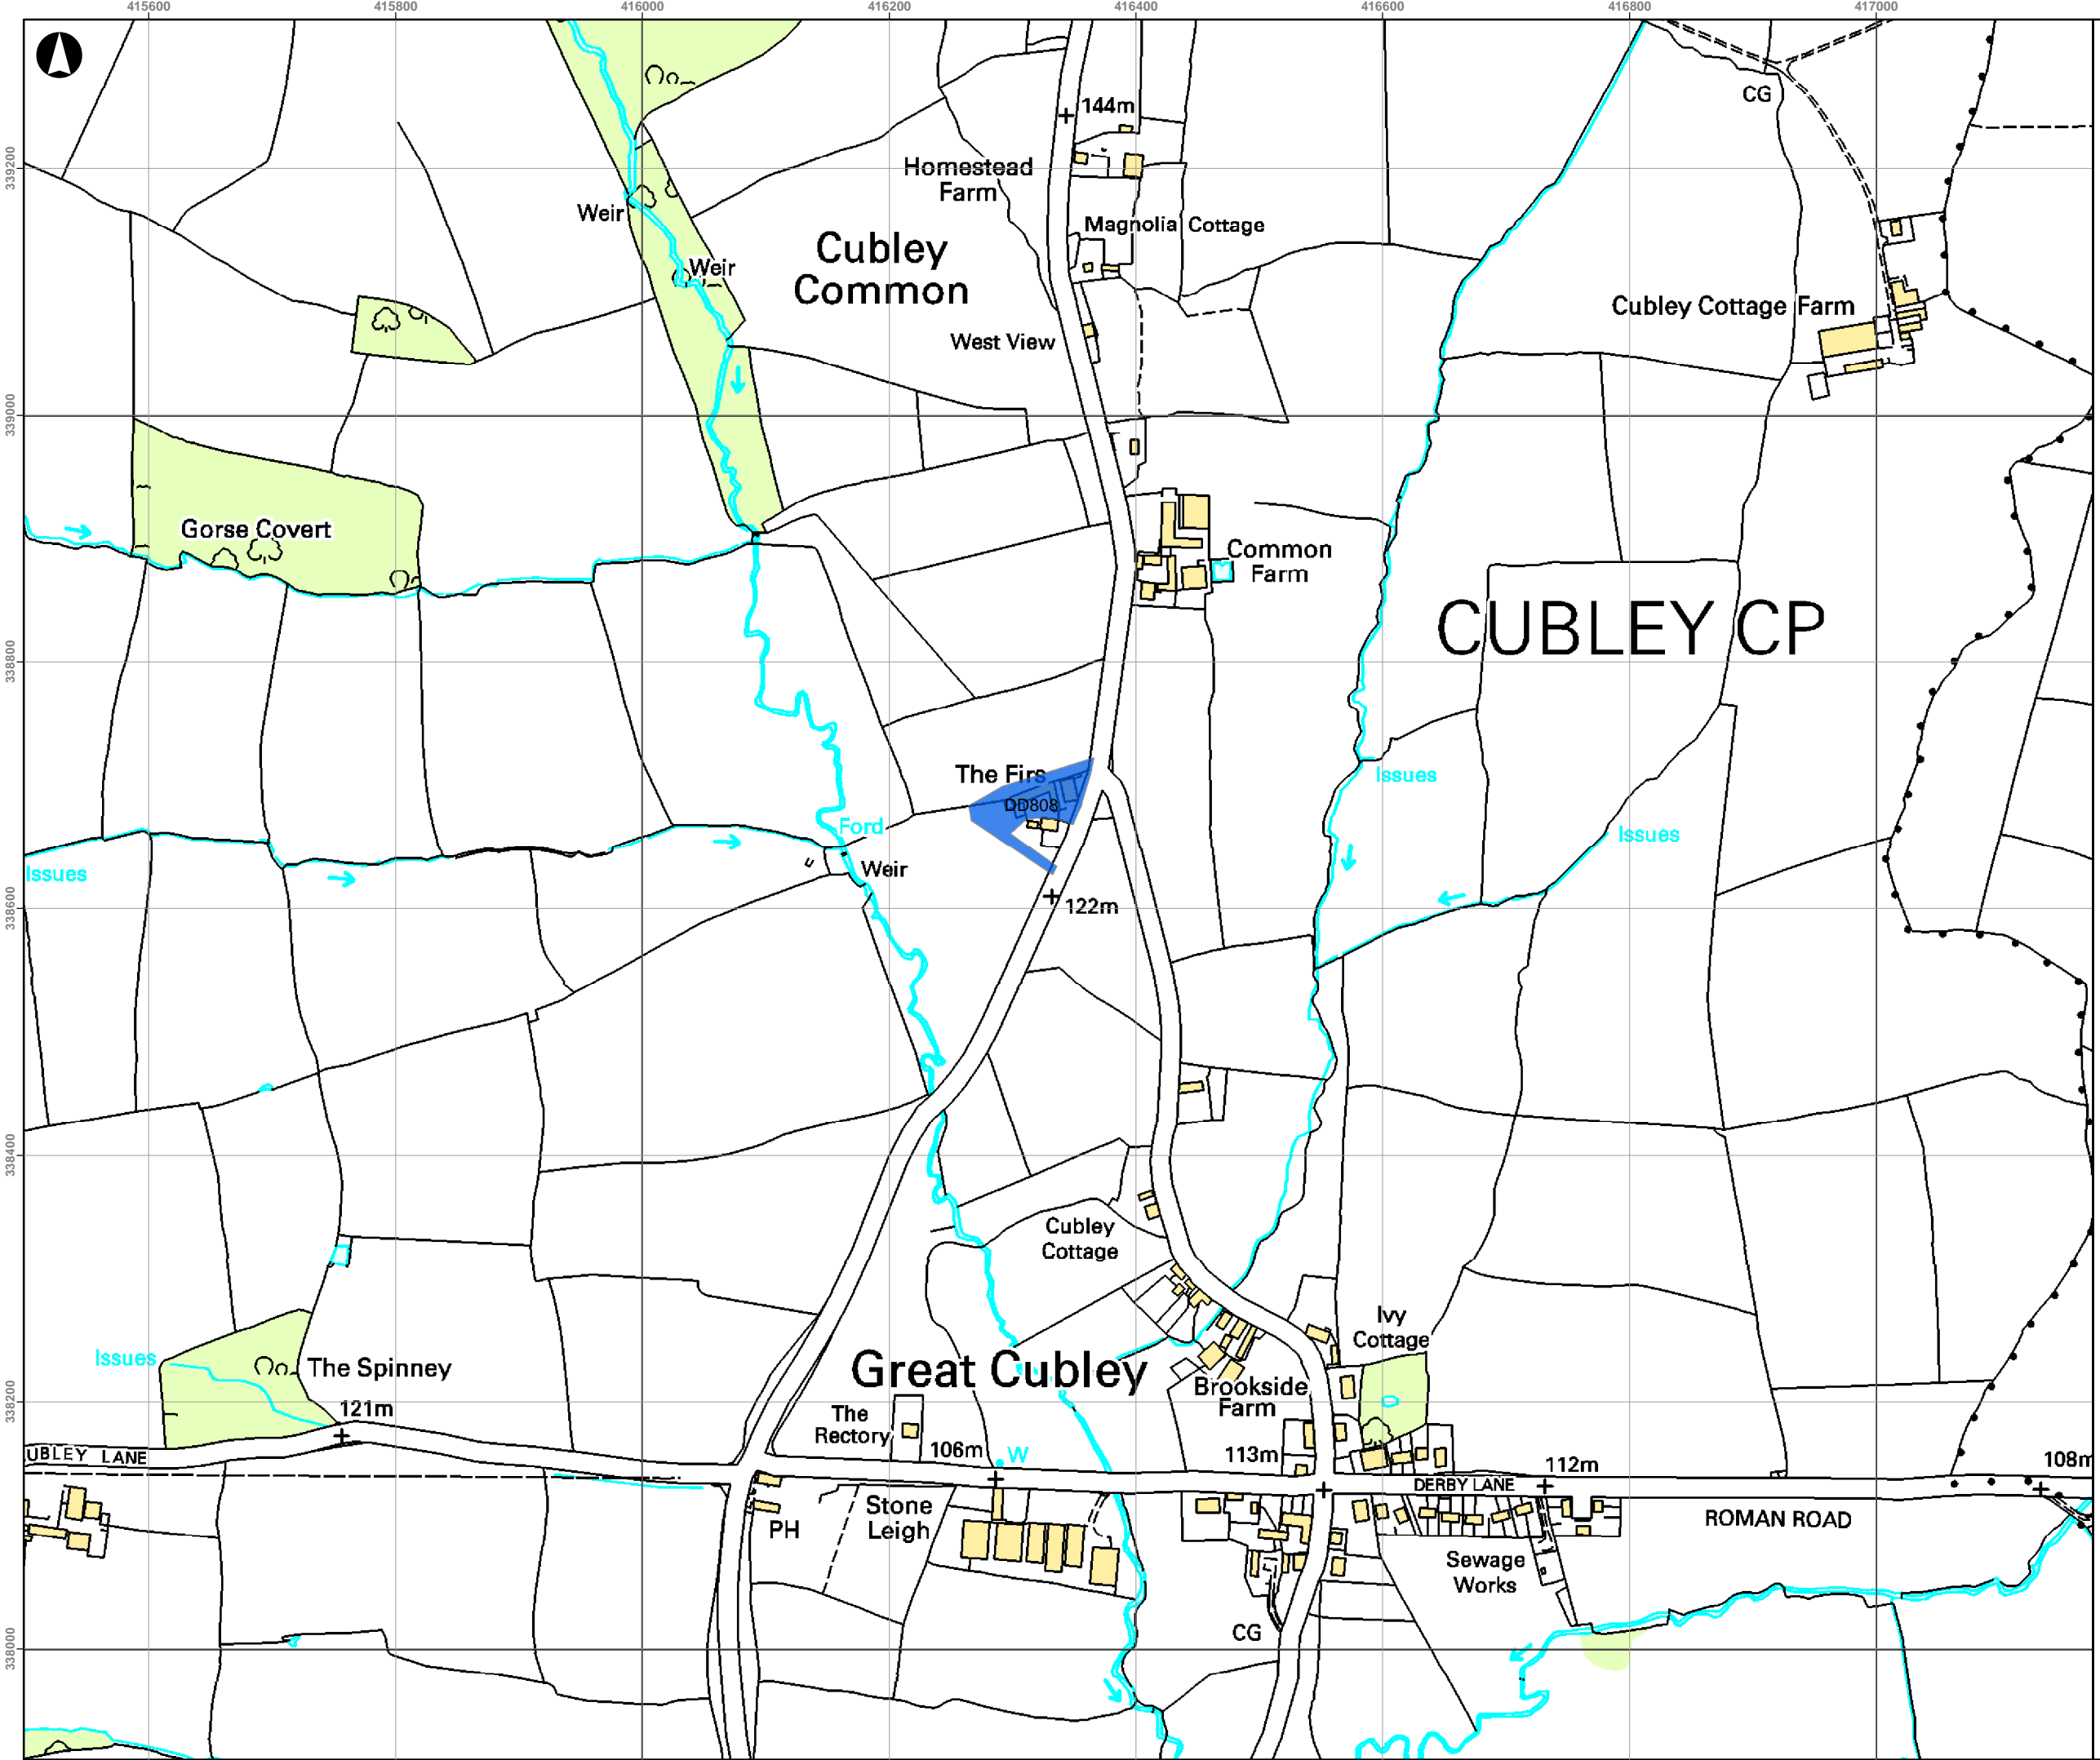 415600
415800
416000
416200
416400
416600
416800
417000
339200
339000
338800
338600
338400
338200
338000
144m
CG
Homestead
Farm
Weir
Magnolia Cottage
Cubley
Common
Weir
Cubley Cottage Farm
West View
Gorse Covert
Common
Farm
CUBLEY CP
The Firs
Issues
DD808
Ford
Issues
Issues
Weir
122m
Cubley
Cottage
Ivy
Cottage
Issues
The Spinney
Great Cubley
Brookside
Farm
121m
The
Rectory
106m
W
113m
112m
108m
UBLEY LANE
DERBY LANE
Stone
Leigh
PH
ROMAN ROAD
Sewage
Works
CG